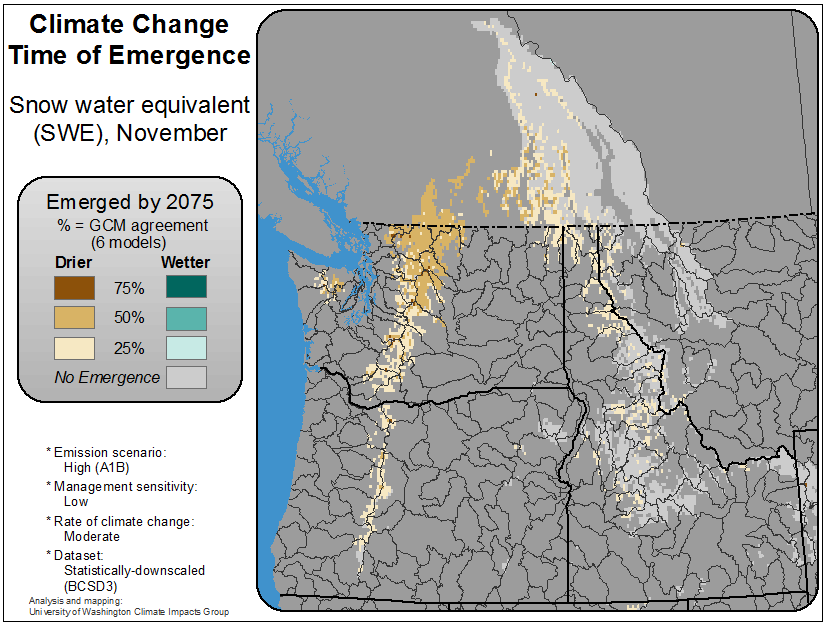 Climate Change
Time of Emergence
Snow water equivalent
(SWE), November
Emerged by 2075
% = GCM agreement
(6 models)
Drier Wetter
75%
50%
25%
No Emergence
* Emission scenario:
High (A1B)
* Management sensitivity:
Low
* Rate of climate change:
Moderate
* Dataset:
Statistically-downscaled
(BCSD3)
Analysis and mapping:
University of Washington Climate Impacts Group